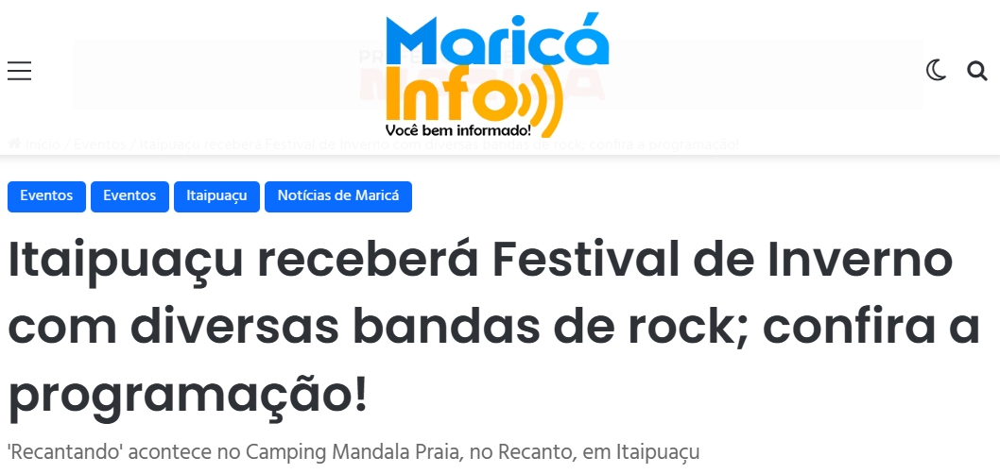 Maricá
Info
Você bem informado!
Início / Eventos / Itaipuaçu receberá Festival de Inverno com diversas bandas de rock; confira a programação!
Eventos Eventos Itaipuaçu Notícias de Maricá
Itaipuaçu receberá Festival de Inverno
com diversas bandas de rock; confira a
programação!
'Recantando' acontece no Camping Mandala Praia, no Recanto, em Itaipuaçu